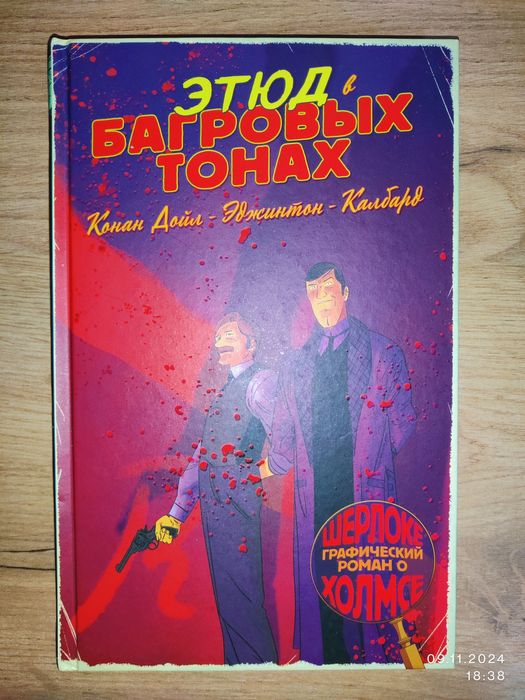 ЭТЮД в
БАГРОВЫХ
ТОНАХ
Конан Дойл - Эджинтон - Калбард
ШЕРЛОКЕ
ГРАФИЧЕСКИЙ
РОМАН О
ХОЛМСЕ
09.11.2024
18:38